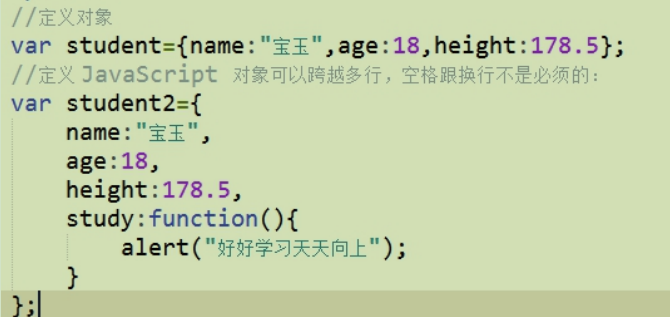 //定义对象
var student={name:"宝玉",age:18,height:178.5};
//定义 JavaScript 对象可以跨越多行，空格跟换行不是必须的：
var student2={
    name:"宝玉",
    age:18,
    height:178.5,
    study:function(){
        alert("好好学习天天向上");
    }
};